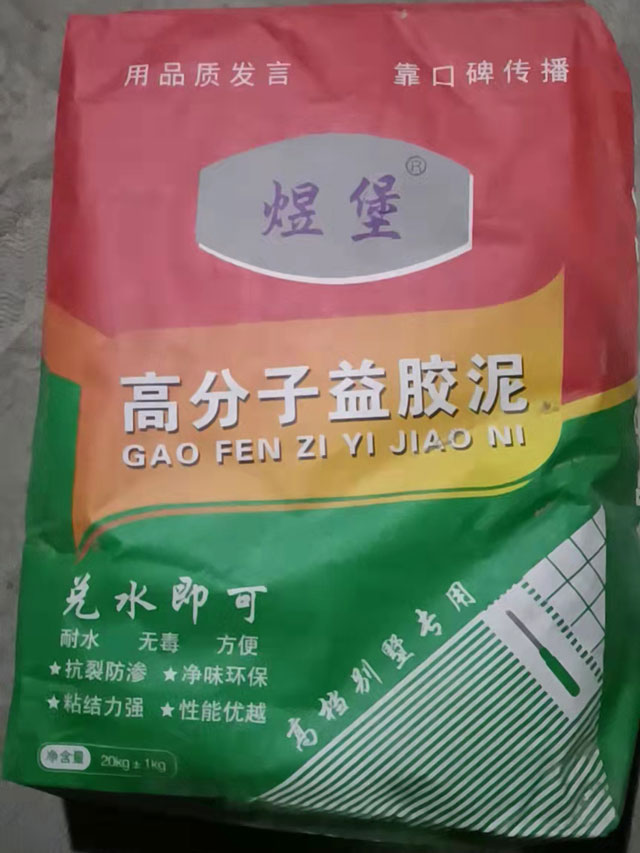 用品质发言 靠口碑传播
煜堡®
高分子益胶泥
GAO FEN ZI YI JIAO NI
兑水即可
耐水 无毒 方便
★抗裂防渗 ★净味环保
★粘结力强 ★性能优越
高档别墅专用
净含量 20kg±1kg